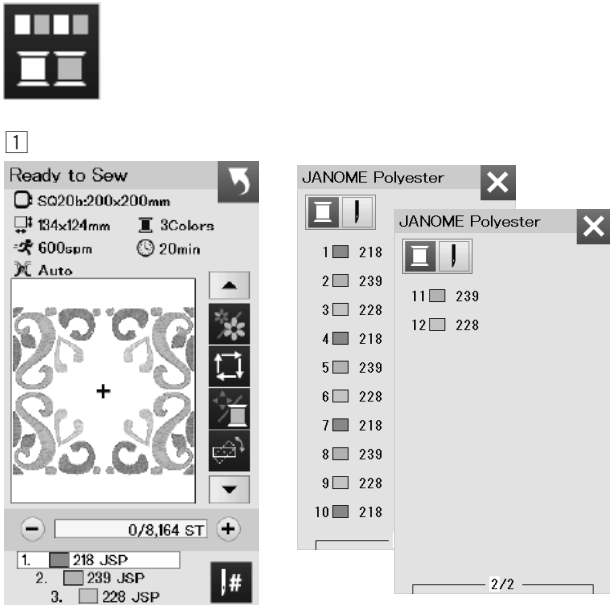 1
Ready to Sew
SQ20b:200x200mm
134x124mm 3Colors
600spm 20min
Auto
0/8,164 ST
1. 218 JSP
2. 239 JSP
3. 228 JSP
#
JANOME Polyester
1 218
2 239
3 228
4 218
5 239
6 228
7 218
8 239
9 228
10 218
JANOME Polyester
11 239
12 228
2/2